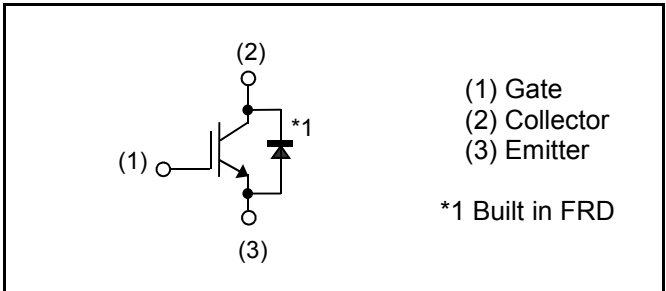 (2)
*1
(1)
(3)
(1) Gate
(2) Collector
(3) Emitter
*1 Built in FRD